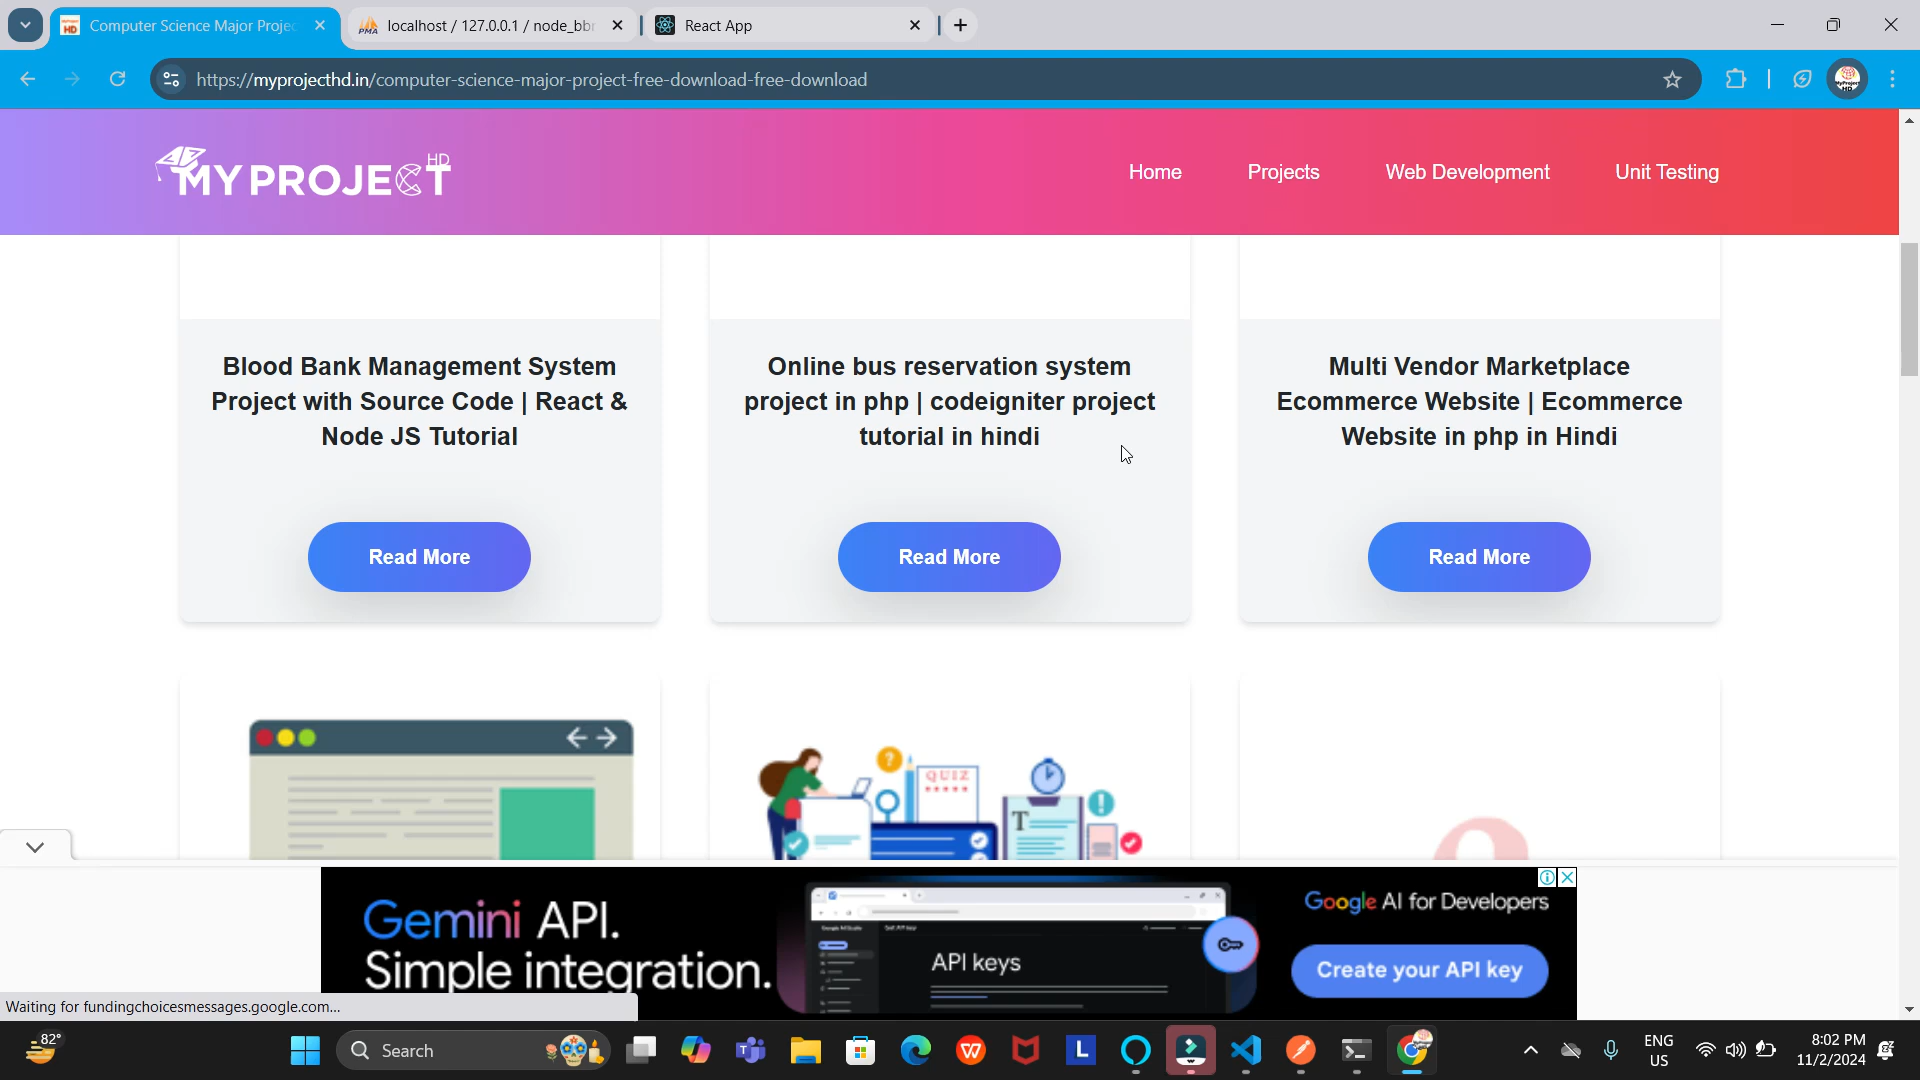 Computer Science Major Proje
localhost / 127.0.0.1 / node_bb
React App
https://myprojecthd.in/computer-science-major-project-free-download-free-download
MY PROJECT HD
Home
Projects
Web Development
Unit Testing
Blood Bank Management System
Project with Source Code | React &
Node JS Tutorial
Read More
Online bus reservation system
project in php | codeigniter project
tutorial in hindi
Read More
Multi Vendor Marketplace
Ecommerce Website | Ecommerce
Website in php in Hindi
Read More
QUIZ
T
Gemini API.
Simple integration.
API keys
Google AI for Developers
Create your API key
Waiting for fundingchoicesmessages.google.com...
82°
Search
ENG
US
8:02 PM
11/2/2024